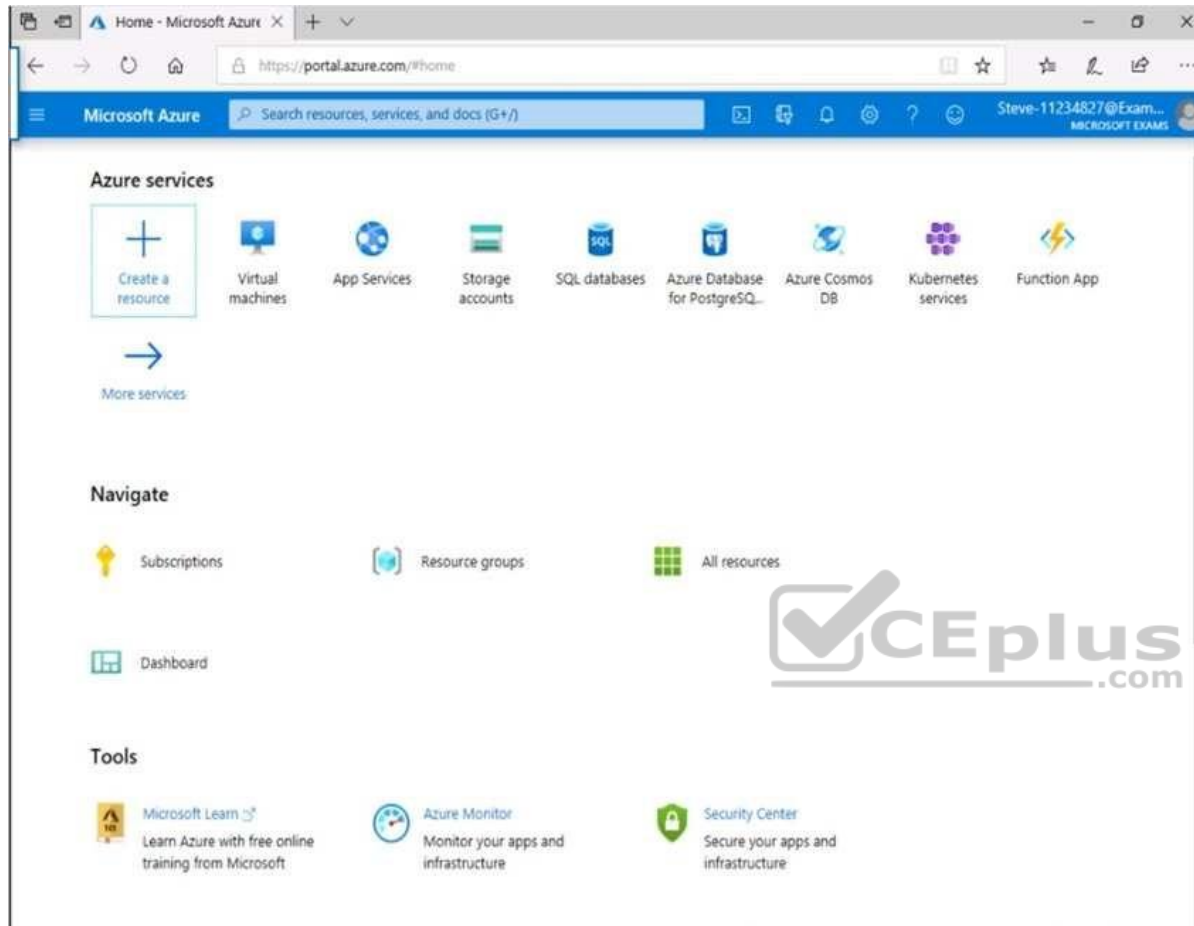 Home - Microsoft Azure
https://portal.azure.com/#home
Microsoft Azure
Search resources, services, and docs (G+/)
Steve-11234827@Exam...
MICROSOFT EXAMS
Azure services
Create a resource
Virtual machines
App Services
Storage accounts
SQL databases
Azure Database for PostgreSQ...
Azure Cosmos DB
Kubernetes services
Function App
More services
Navigate
Subscriptions
Resource groups
All resources
Dashboard
VCEplus
.com
Tools
Microsoft Learn
Learn Azure with free online
training from Microsoft
Azure Monitor
Monitor your apps and
infrastructure
Security Center
Secure your apps and
infrastructure